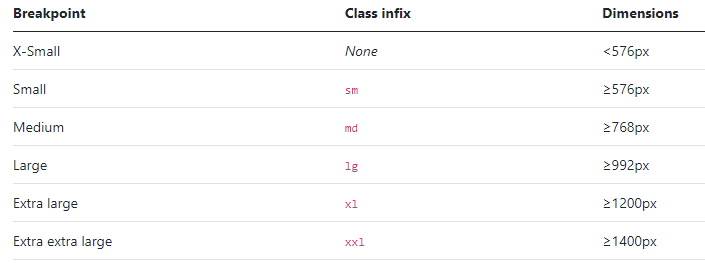 Breakpoint Class infix Dimensions
X-Small None <576px
Small sm ≥576px
Medium md ≥768px
Large lg ≥992px
Extra large xl ≥1200px
Extra extra large xxl ≥1400px